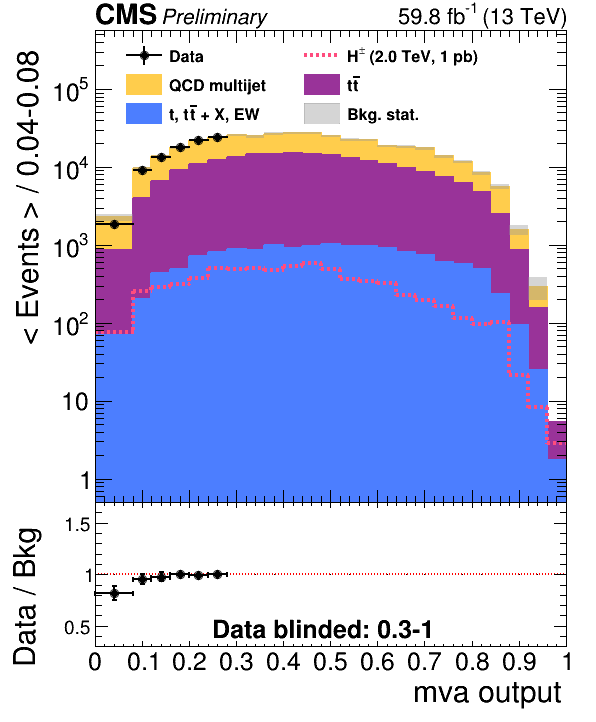 CMS Preliminary 59.8 fb⁻¹ (13 TeV)
Data H± (2.0 TeV, 1 pb)
QCD multijet tt̄
t, tt̄ + X, EW Bkg. stat.
< Events > / 0.04-0.08
10⁵
10⁴
10³
10²
10
1
Data / Bkg
1.5
1
0.5
Data blinded: 0.3-1
0 0.1 0.2 0.3 0.4 0.5 0.6 0.7 0.8 0.9 1
mva output